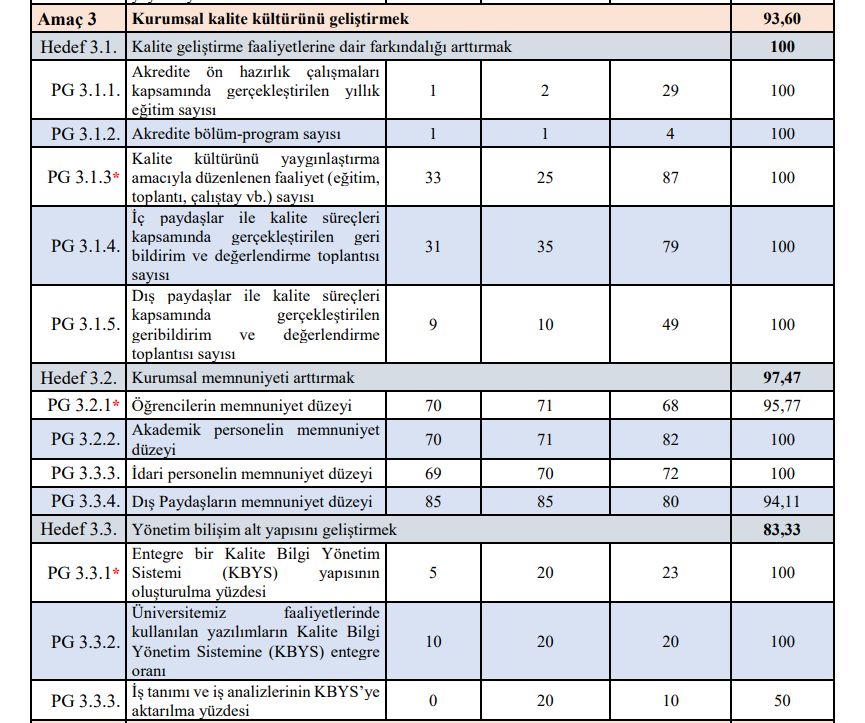 Amaç 3 Kurumsal kalite kültürünü geliştirmek 93,60
Hedef 3.1. Kalite geliştirme faaliyetlerine dair farkındalığı arttırmak 100
Akredite ön hazırlık çalışmaları
PG 3.1.1. kapsamında gerçekleştirilen yıllık 1 2 29 100
eğitim sayısı
PG 3.1.2. Akredite bölüm-program sayısı 1 1 4 100
Kalite kültürünü yaygınlaştırma
PG 3.1.3* amacıyla düzenlenen faaliyet (eğitim, 33 25 87 100
toplantı, çalıştay vb.) sayısı
İç paydaşlar ile kalite süreçleri
kapsamında gerçekleştirilen geri
PG 3.1.4. 31 35 79 100
bildirim ve değerlendirme toplantısı
sayısı
Dış paydaşlar ile kalite süreçleri
kapsamında gerçekleştirilen
PG 3.1.5. 9 10 49 100
geribildirim ve değerlendirme
toplantısı sayısı
Hedef 3.2. Kurumsal memnuniyeti arttırmak 97,47
PG 3.2.1* Öğrencilerin memnuniyet düzeyi 70 71 68 95,77
Akademik personelin memnuniyet
PG 3.2.2. 70 71 82 100
düzeyi
PG 3.3.3. İdari personelin memnuniyet düzeyi 69 70 72 100
PG 3.3.4. Dış Paydaşların memnuniyet düzeyi 85 85 80 94,11
Hedef 3.3. Yönetim bilişim alt yapısını geliştirmek 83,33
Entegre bir Kalite Bilgi Yönetim
PG 3.3.1* Sistemi (KBYS) yapısının 5 20 23 100
oluşturulma yüzdesi
Üniversitemiz faaliyetlerinde
kullanılan yazılımların Kalite Bilgi
PG 3.3.2. 10 20 20 100
Yönetim Sistemine (KBYS) entegre
oranı
İş tanımı ve iş analizlerinin KBYS’ye
PG 3.3.3. 0 20 10 50
aktarılma yüzdesi